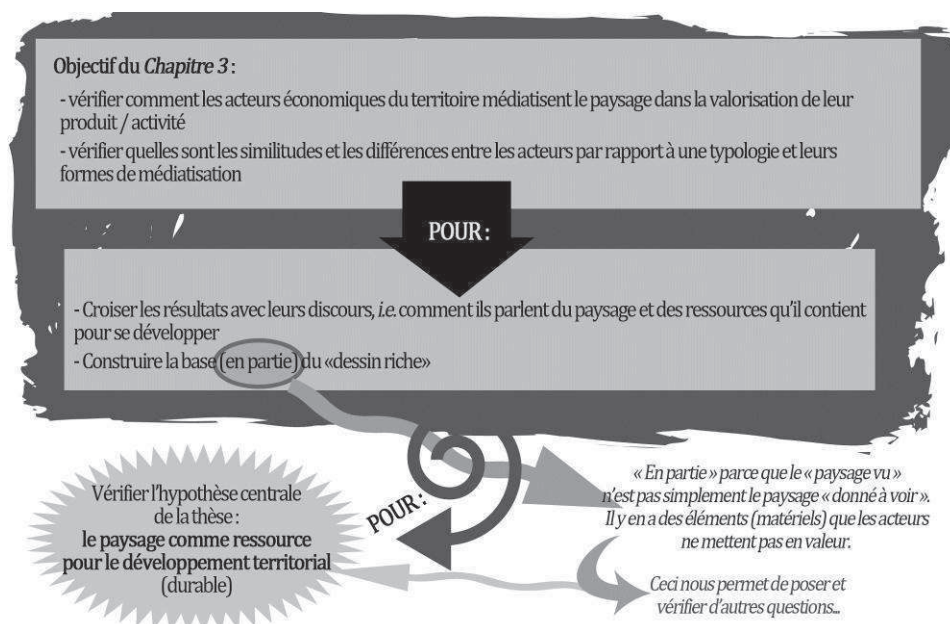 Objectif du Chapitre 3 :
- vérifier comment les acteurs économiques du territoire médiatisent le paysage dans la valorisation de leur
produit / activité
- vérifier quelles sont les similitudes et les différences entre les acteurs par rapport à une typologie et leurs
formes de médiatisation
POUR :
- Croiser les résultats avec leurs discours, i.e. comment ils parlent du paysage et des ressources qu'il contient
pour se développer
- Construire la base (en partie) du «dessin riche»
POUR :
Vérifier l'hypothèse centrale
de la thèse :
le paysage comme ressource
pour le développement territorial
(durable)
« En partie » parce que le « paysage vu »
n'est pas simplement le paysage « donné à voir ».
Il y en a des éléments (matériels) que les acteurs
ne mettent pas en valeur.
Ceci nous permet de poser et
vérifier d'autres questions...